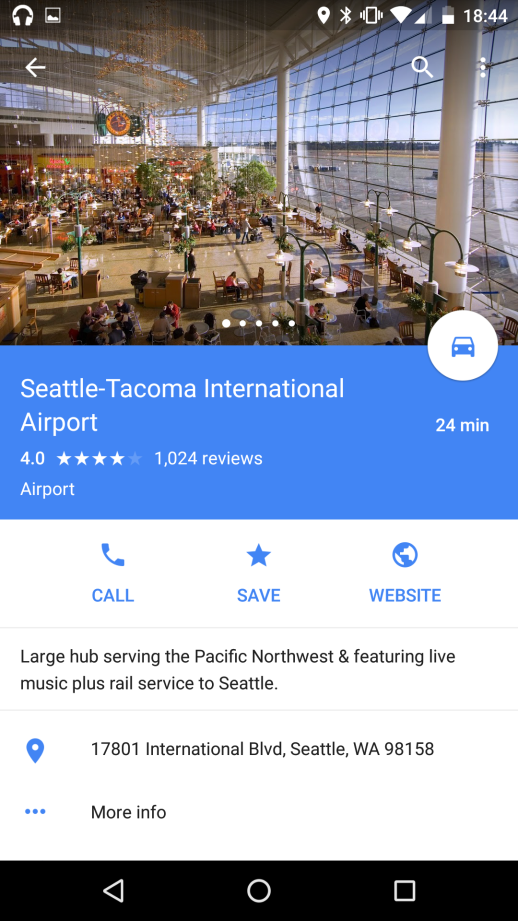 18:44
Seattle-Tacoma International
Airport
24 min
4.0 1,024 reviews
Airport
CALL SAVE WEBSITE
Large hub serving the Pacific Northwest & featuring live
music plus rail service to Seattle.
17801 International Blvd, Seattle, WA 98158
More info